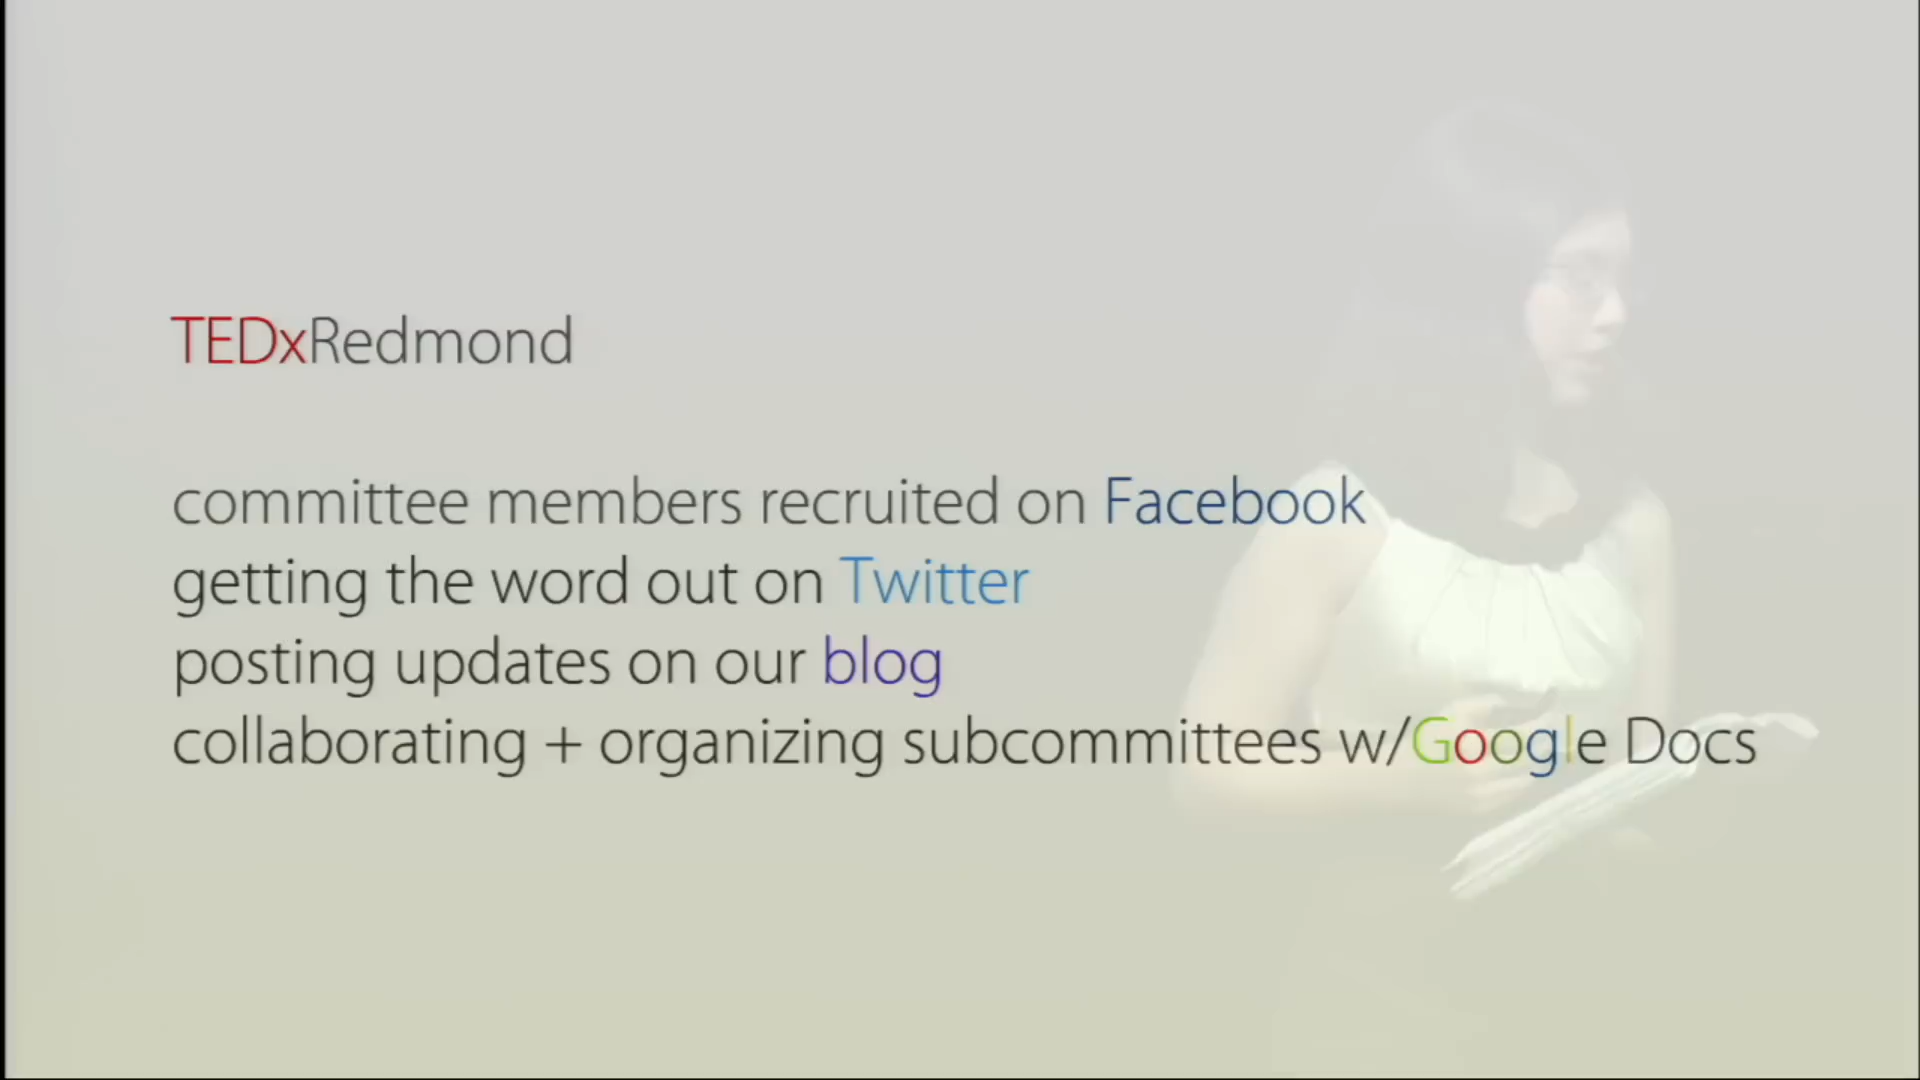 TEDxRedmond
committee members recruited on Facebook
getting the word out on Twitter
posting updates on our blog
collaborating + organizing subcommittees w/Google Docs